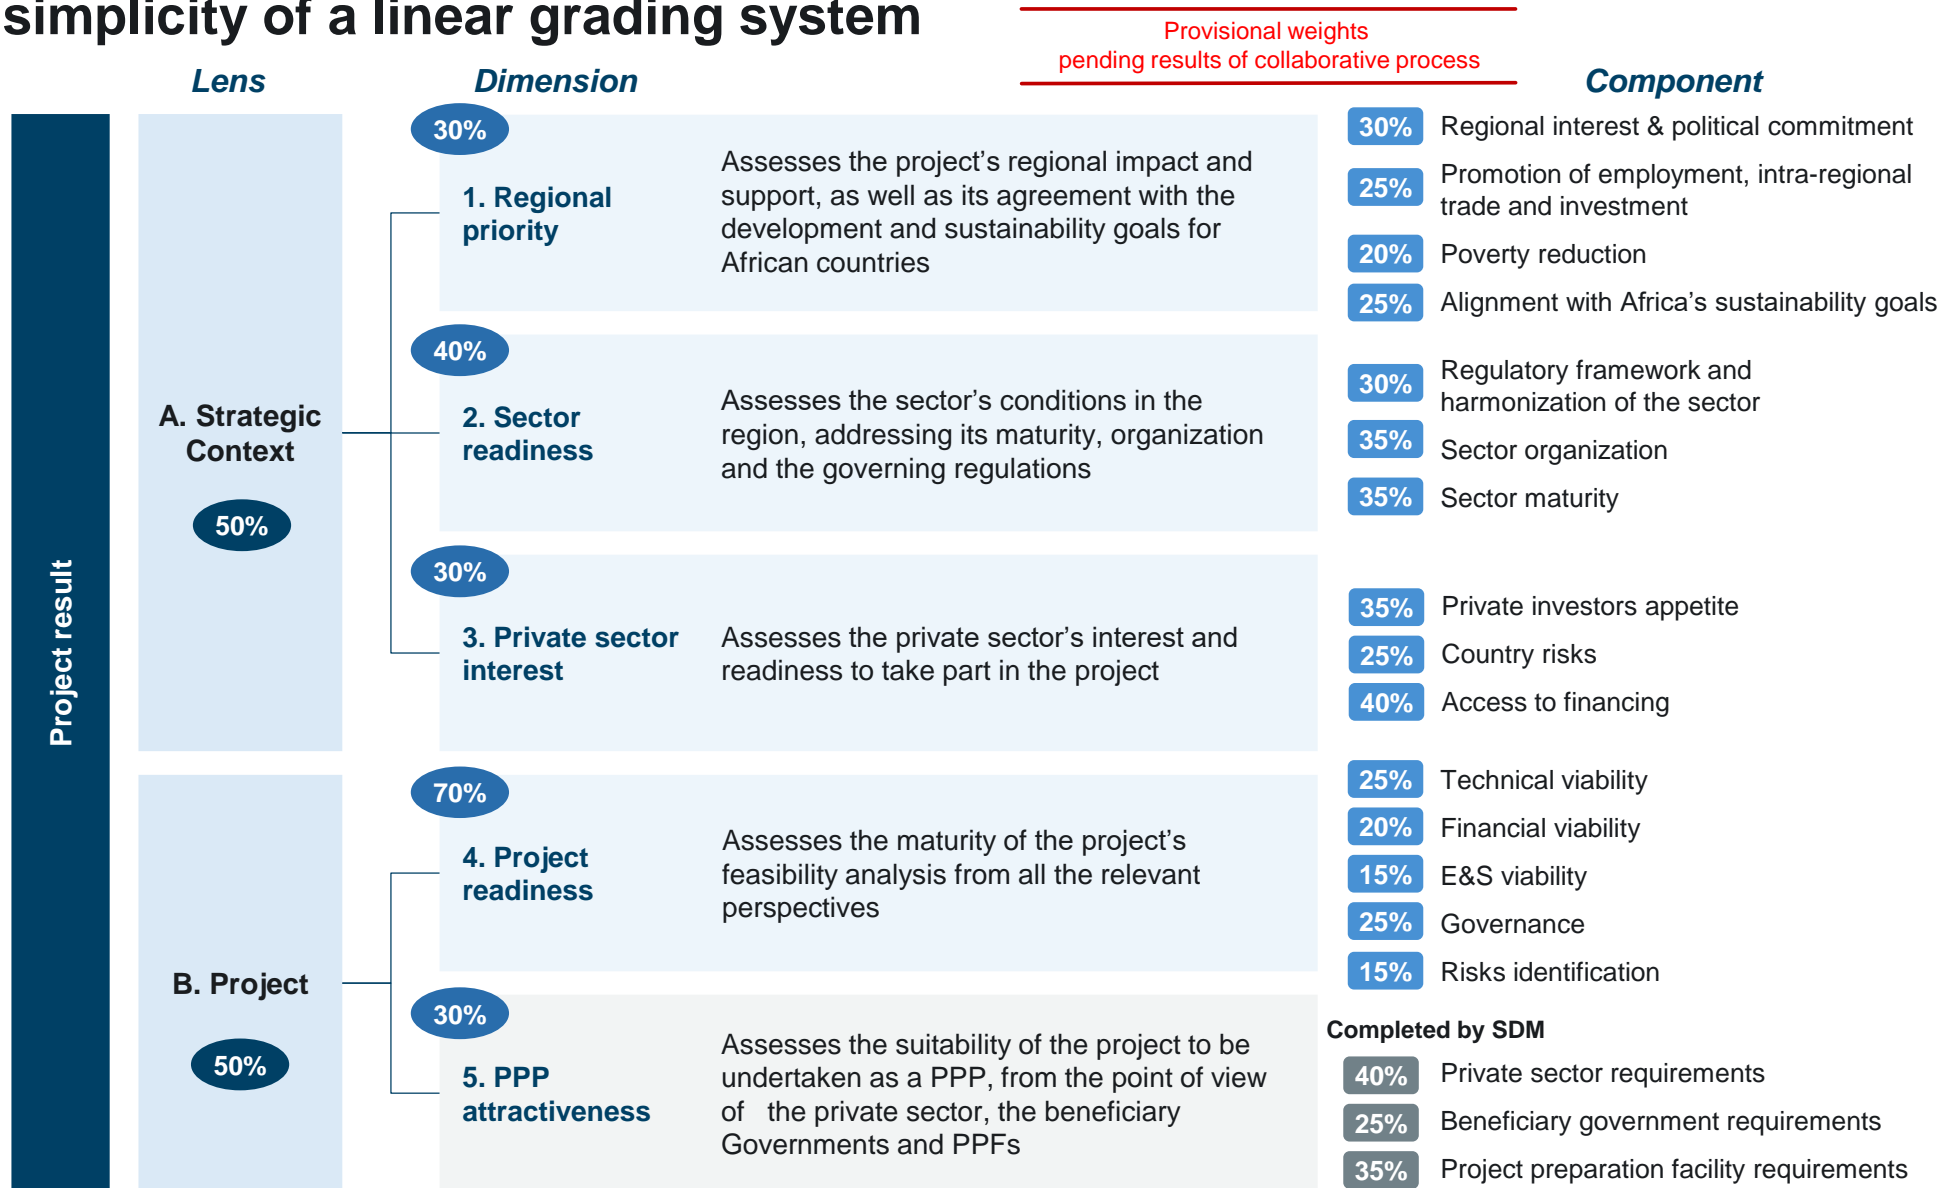 simplicity of a linear grading system
Provisional weights
pending results of collaborative process
Lens
Dimension
Component
Project result
A. Strategic
Context
50%
30%
1. Regional
priority
Assesses the project’s regional impact and
support, as well as its agreement with the
development and sustainability goals for
African countries
30% Regional interest & political commitment
25% Promotion of employment, intra-regional
trade and investment
20% Poverty reduction
25% Alignment with Africa’s sustainability goals
40%
2. Sector
readiness
Assesses the sector’s conditions in the
region, addressing its maturity, organization
and the governing regulations
30% Regulatory framework and
harmonization of the sector
35% Sector organization
35% Sector maturity
30%
3. Private sector
interest
Assesses the private sector’s interest and
readiness to take part in the project
35% Private investors appetite
25% Country risks
40% Access to financing
B. Project
50%
70%
4. Project
readiness
Assesses the maturity of the project’s
feasibility analysis from all the relevant
perspectives
25% Technical viability
20% Financial viability
15% E&S viability
25% Governance
15% Risks identification
30%
5. PPP
attractiveness
Assesses the suitability of the project to be
undertaken as a PPP, from the point of view
of the private sector, the beneficiary
Governments and PPFs
Completed by SDM
40% Private sector requirements
25% Beneficiary government requirements
35% Project preparation facility requirements